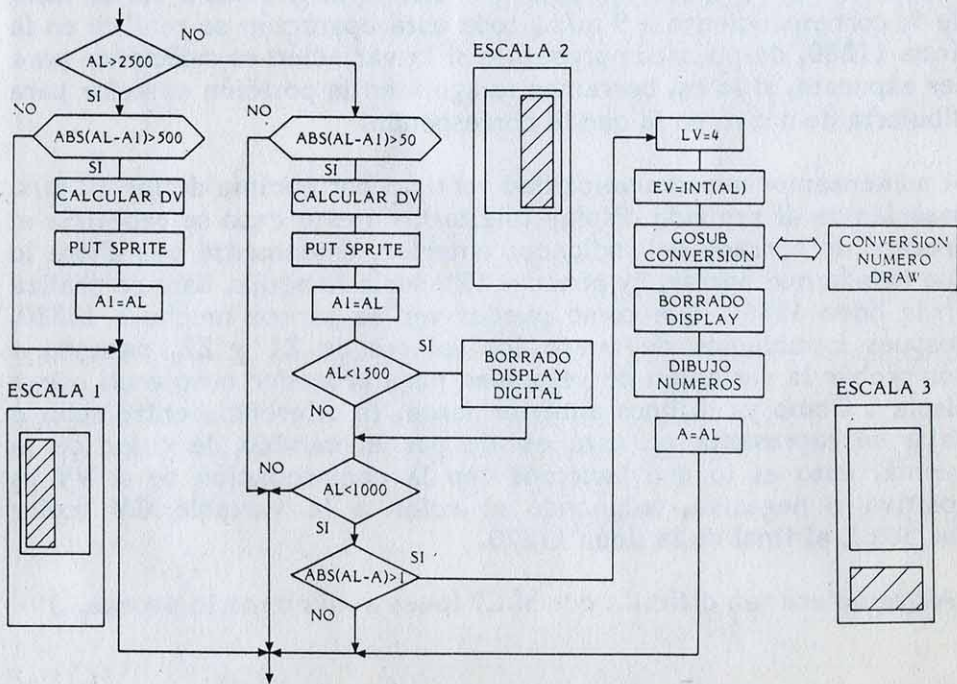 AL>2500
NO
SI
NO
ABS(AL-A1)>500
SI
CALCULAR DV
PUT SPRITE
A1=AL
ESCALA 1
NO
ABS(AL-A1)>50
SI
CALCULAR DV
PUT SPRITE
A1=AL
SI
AL<1500
NO
BORRADO
DISPLAY
DIGITAL
NO
AL<1000
SI
SI
ABS(AL-A)>1
NO
ESCALA 2
LV=4
EV=INT(AL)
GOSUB
CONVERSION
CONVERSION
NUMERO
DRAW
BORRADO
DISPLAY
DIBUJO
NUMEROS
A=AL
ESCALA 3